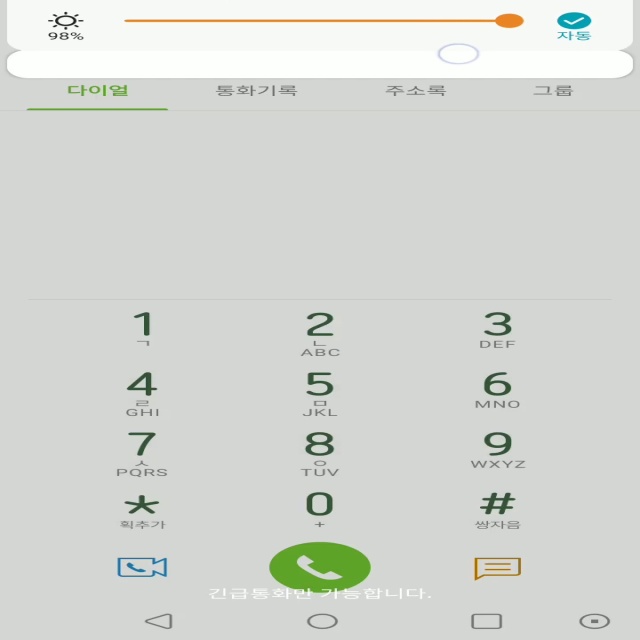 98%
자동
다이얼 통화기록 주소록 그룹
1 2 3
ㄱ ㄴ
ABC DEF
4 5 6
ㄹ ㅁ MNO
GHI JKL
7 8 9
ㅅ ㅇ WXYZ
PQRS TUV
* 0 #
획추가 + 쌍자음
긴급통화만 가능합니다.